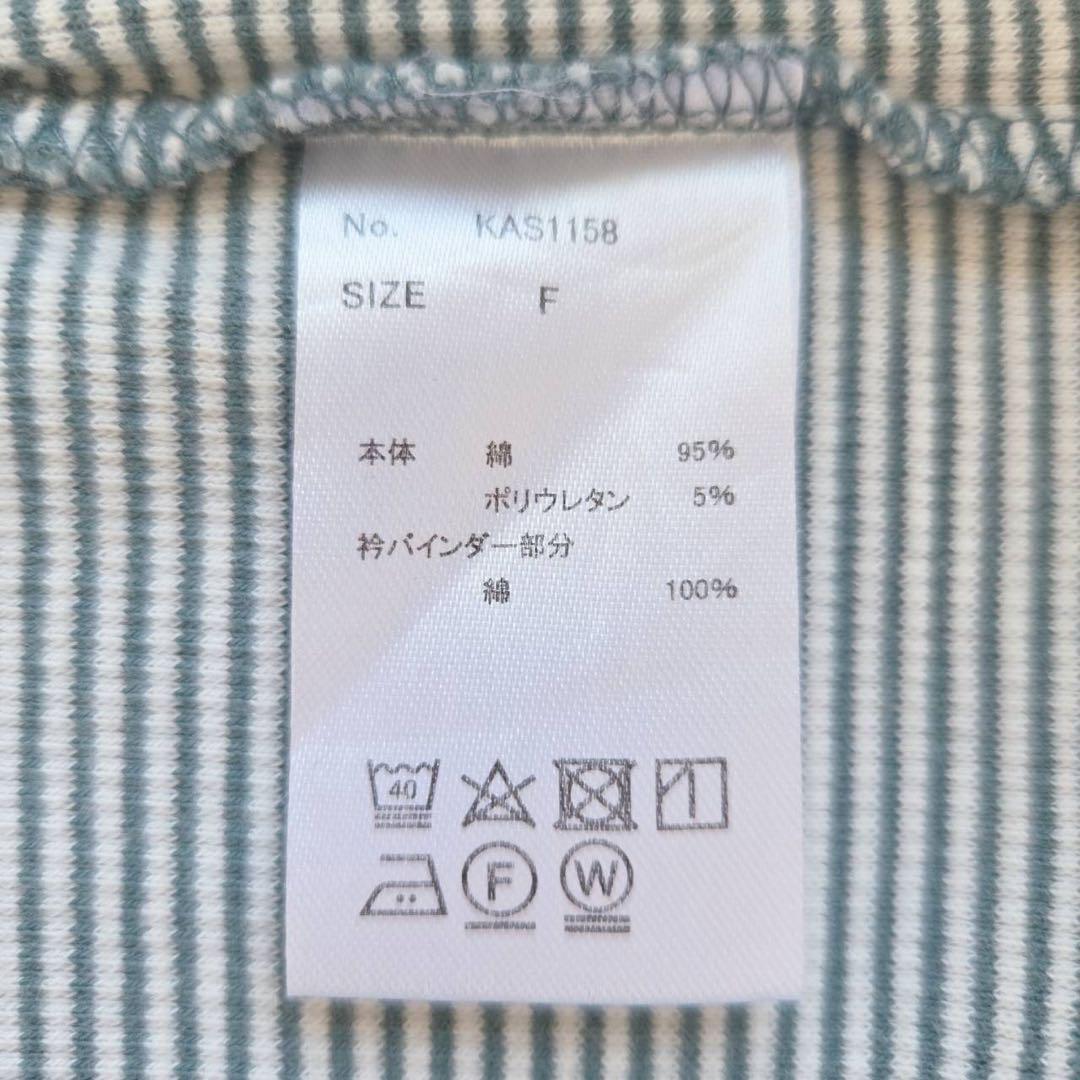 No. KAS1158
SIZE F
本体 綿 95%
ポリウレタン 5%
衿バインダー部分
綿 100%
40
F W